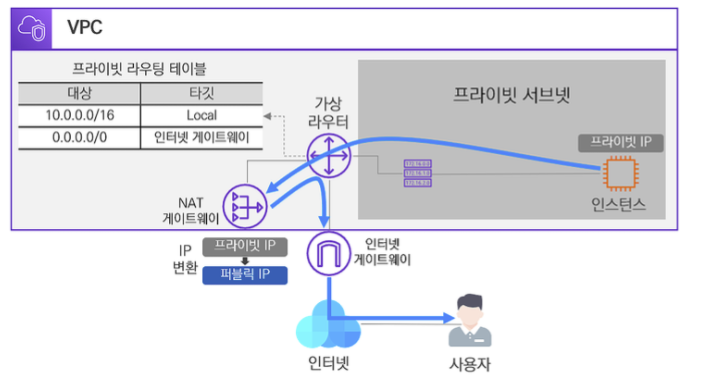 VPC
프라이빗 라우팅 테이블
대상 타깃
10.0.0.0/16 Local
0.0.0.0/0 인터넷 게이트웨이
가상
라우터
프라이빗 서브넷
프라이빗 IP
인스턴스
NAT
게이트웨이
IP
변환
프라이빗 IP
퍼블릭 IP
인터넷
게이트웨이
인터넷
사용자